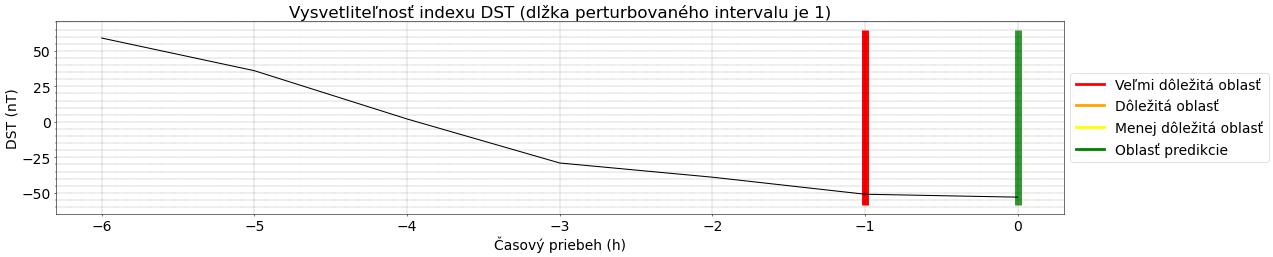 Vysvetliteľnosť indexu DST (dĺžka perturbovaného intervalu je 1)
DST (nT)
50
25
0
−25
−50
−6 −5 −4 −3 −2 −1 0
Časový priebeh (h)
Veľmi dôležitá oblasť
Dôležitá oblasť
Menej dôležitá oblasť
Oblasť predikcie